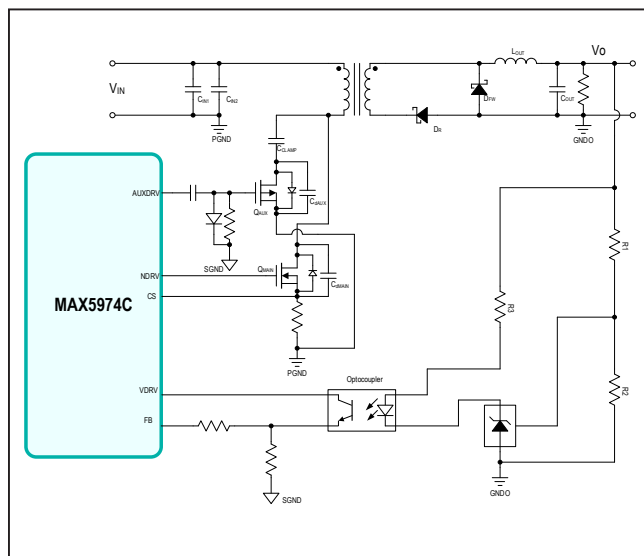 LOUT
Vo
VIN
CIN1
CIN2
DFW
COUT
DR
PGND
GNDO
CCLAMP
AUXDRV
CdAUX
QAUX
R1
SGND
NDRV
QMAIN
CdMAIN
CS
MAX5974C
R3
PGND
Optocoupler
R2
VDRV
FB
GNDO
SGND